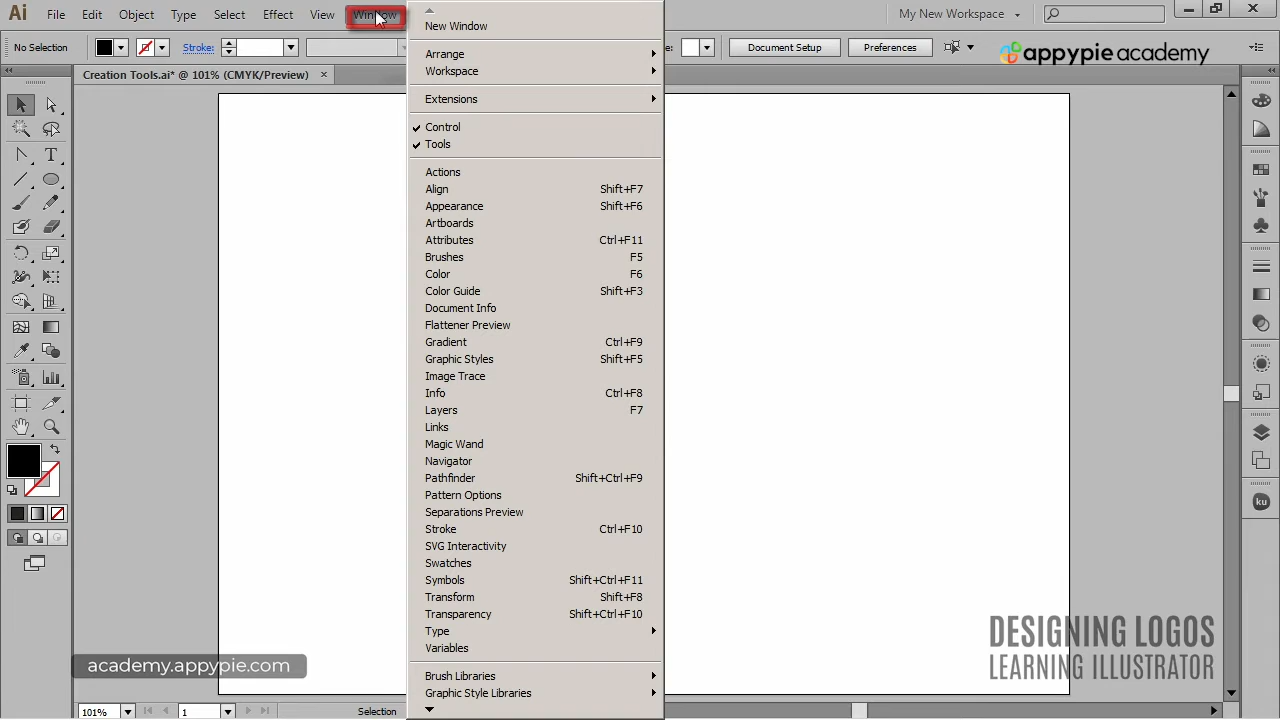 Ai File Edit Object Type Select Effect View Window
My New Workspace
No Selection Stroke:
Document Setup Preferences
appypie academy
Creation Tools.ai* @ 101% (CMYK/Preview) ×
New Window
Arrange
Workspace
Extensions
Control
Tools
Actions
Align Shift+F7
Appearance Shift+F6
Artboards
Attributes Ctrl+F11
Brushes F5
Color F6
Color Guide Shift+F3
Document Info
Flattener Preview
Gradient Ctrl+F9
Graphic Styles Shift+F5
Image Trace
Info Ctrl+F8
Layers F7
Links
Magic Wand
Navigator
Pathfinder Shift+Ctrl+F9
Pattern Options
Separations Preview
Stroke Ctrl+F10
SVG Interactivity
Swatches
Symbols Shift+Ctrl+F11
Transform Shift+F8
Transparency Shift+Ctrl+F10
Type
Variables
Brush Libraries
Graphic Style Libraries
ku
DESIGNING LOGOS
LEARNING ILLUSTRATOR
academy.appypie.com
101% 1 Selection